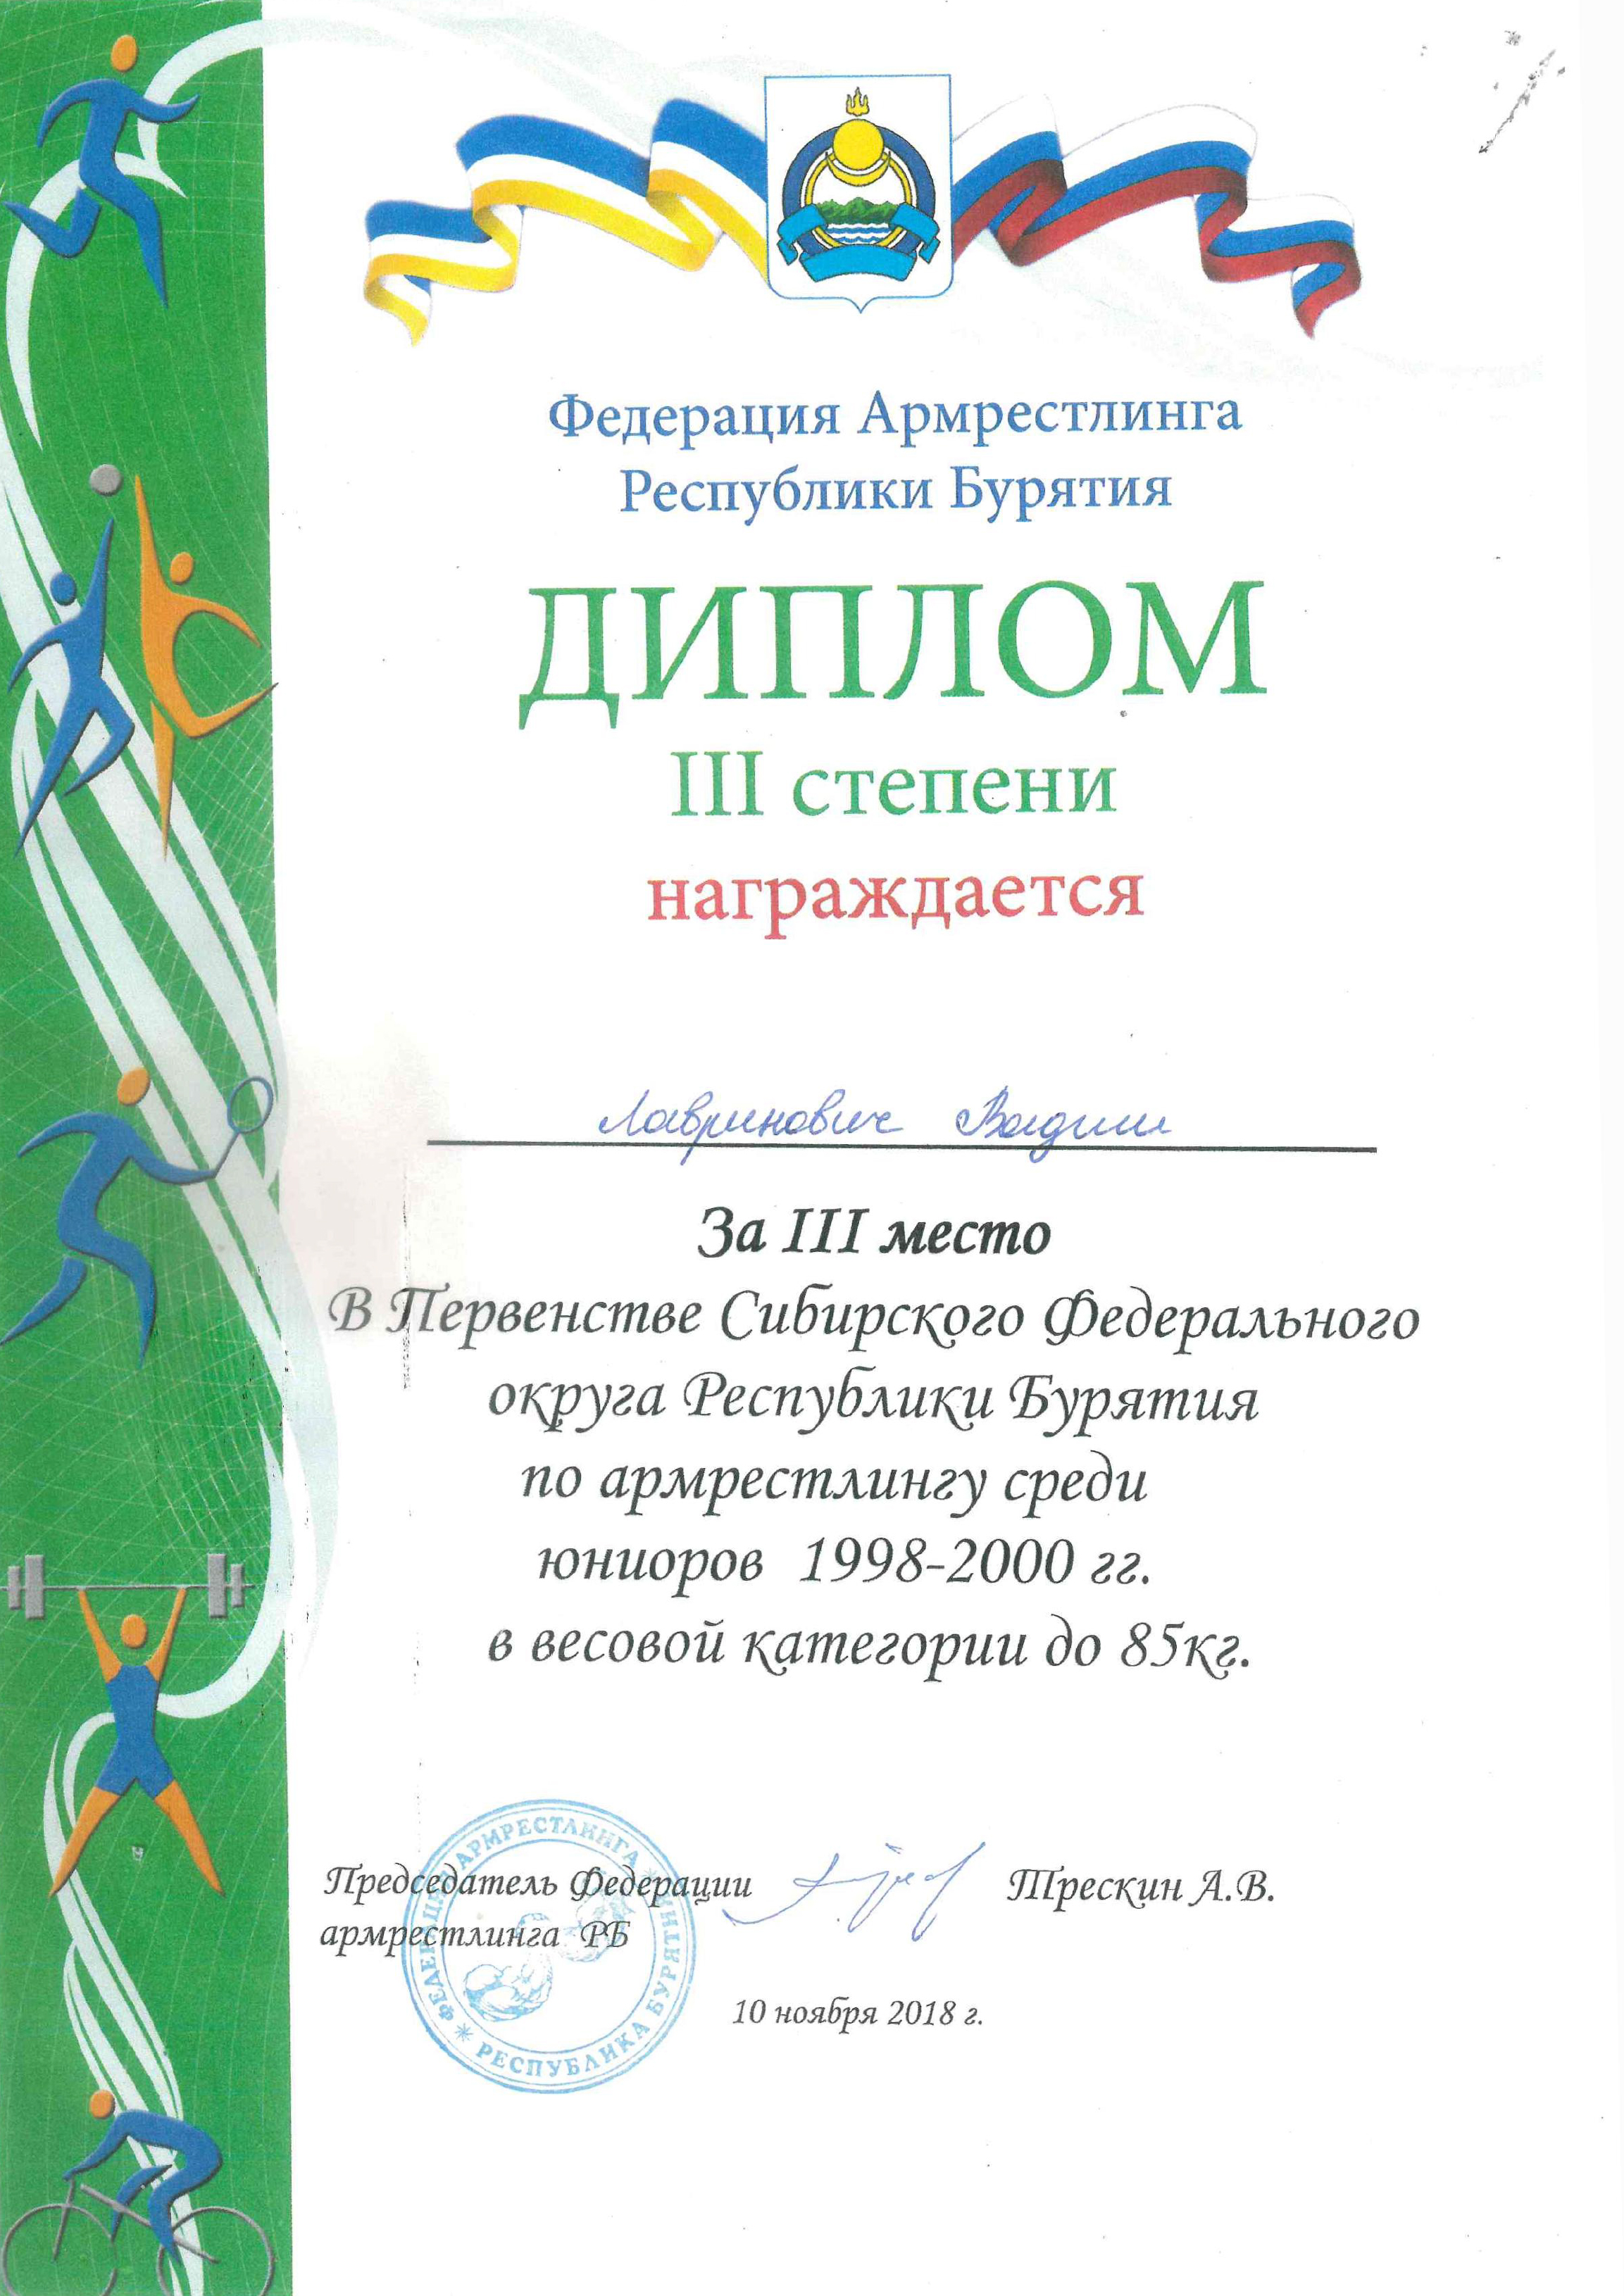 Федерация Армрестлинга
Республики Бурятия
ДИПЛОМ
III степени
награждается
Лавринович Вадим
За III место
В Первенстве Сибирского Федерального
округа Республики Бурятия
по армрестлингу среди
юниоров 1998-2000 гг.
в весовой категории до 85кг.
Председатель Федерации Трескин А.В.
армрестлинга РБ
ФЕДЕРАЦИЯ АРМРЕСТЛИНГА * РЕСПУБЛИКА БУРЯТИЯ *
10 ноября 2018 г.